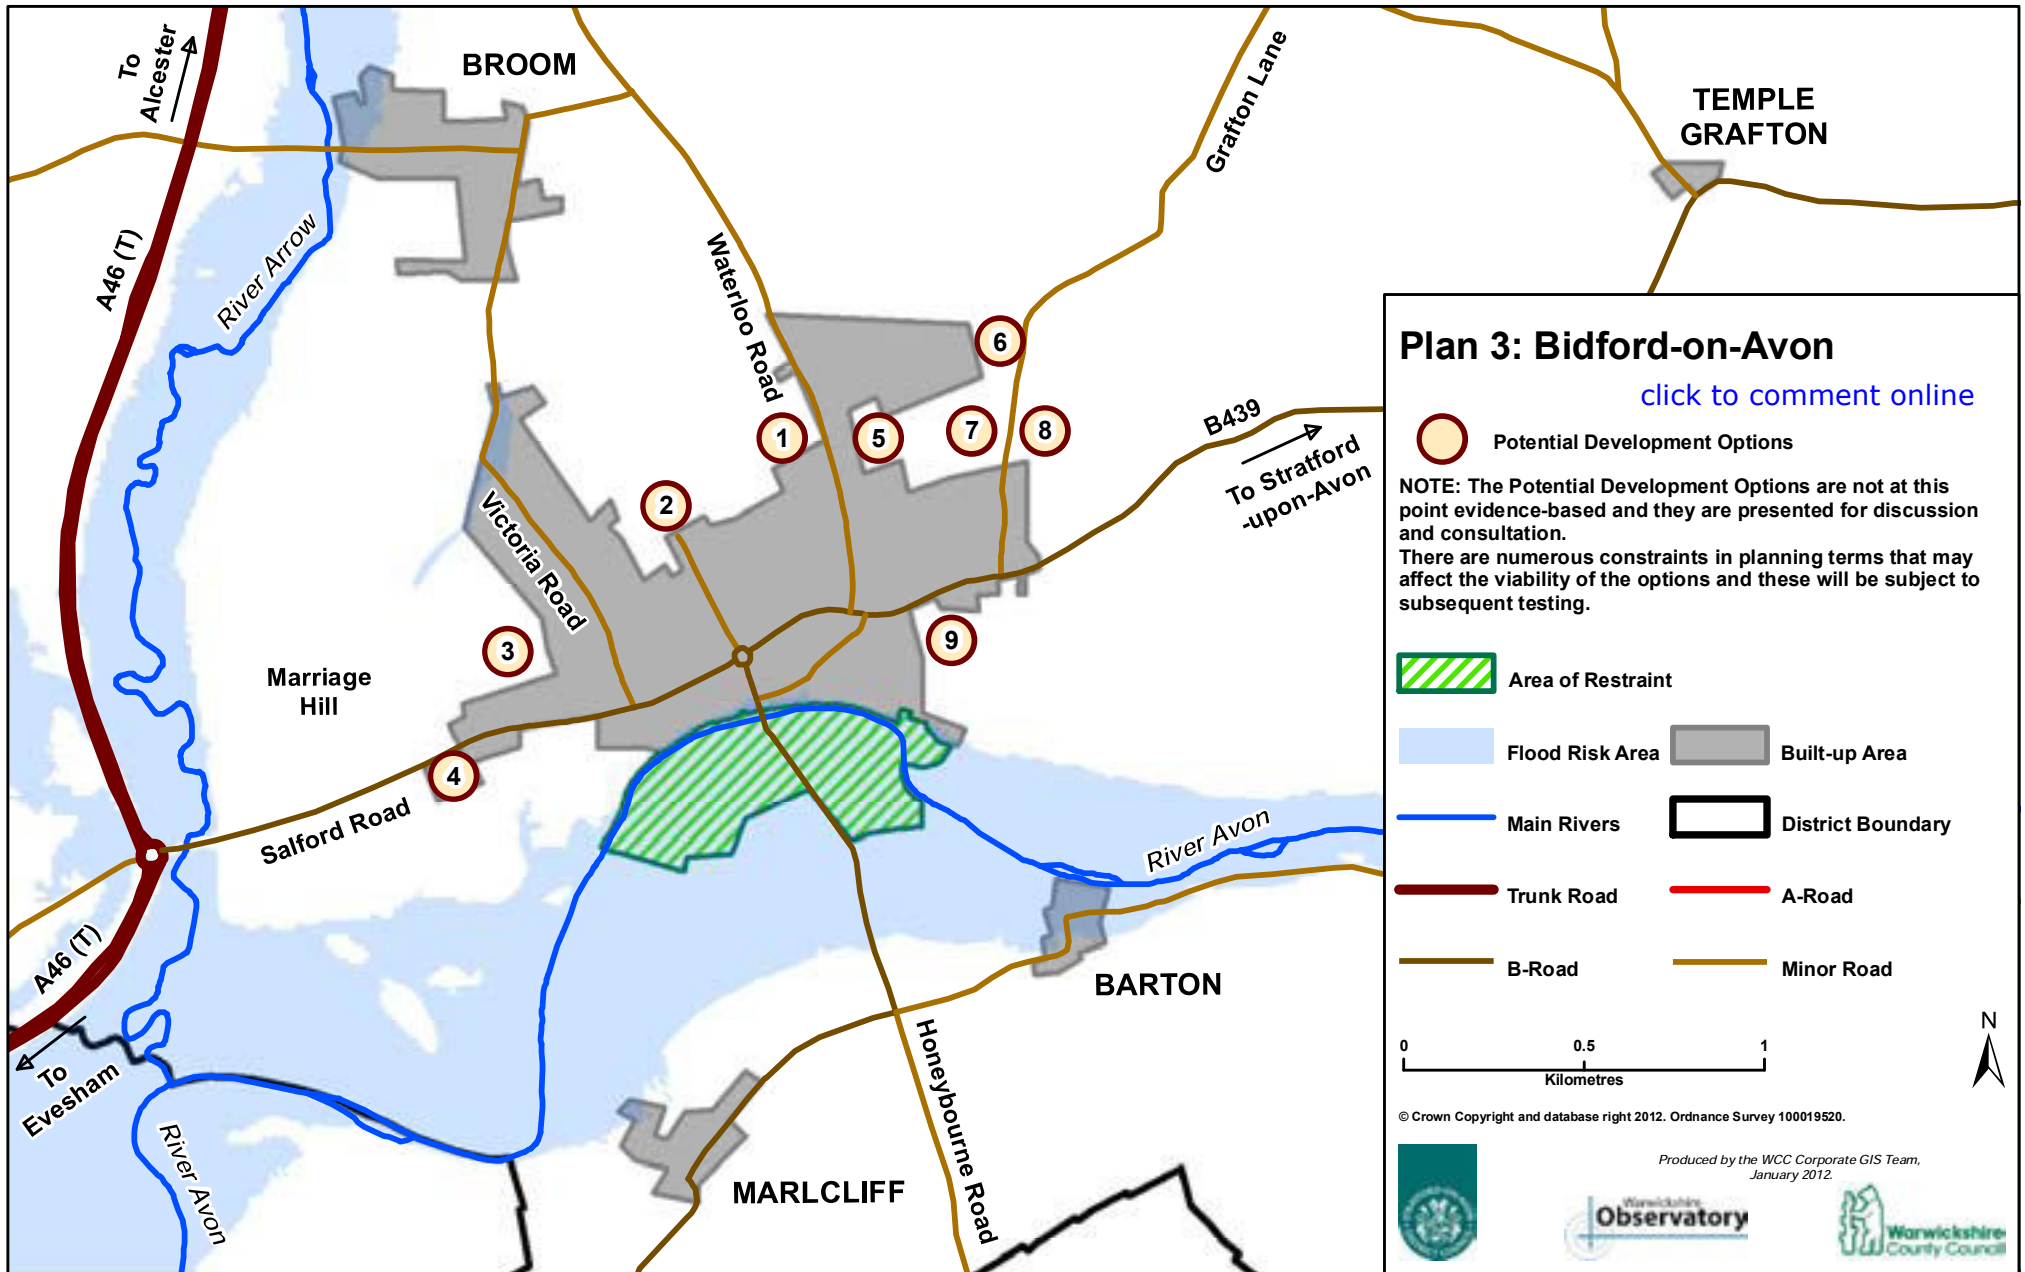 To
Alcester
BROOM
Grafton Lane
TEMPLE
GRAFTON
A46 (T)
River Arrow
Waterloo Road
6
1
5
7
8
B439
To Stratford
-upon-Avon
2
Victoria Road
3
9
Marriage
Hill
4
Salford Road
River Avon
A46 (T)
BARTON
To
Evesham
River Avon
Honeybourne Road
MARLCLIFF
Plan 3: Bidford-on-Avon
click to comment online
Potential Development Options
NOTE: The Potential Development Options are not at this
point evidence-based and they are presented for discussion
and consultation.
There are numerous constraints in planning terms that may
affect the viability of the options and these will be subject to
subsequent testing.
Area of Restraint
Flood Risk Area
Built-up Area
Main Rivers
District Boundary
Trunk Road
A-Road
B-Road
Minor Road
N
0 0.5 1
Kilometres
© Crown Copyright and database right 2012. Ordnance Survey 100019520.
Produced by the WCC Corporate GIS Team,
January 2012.
Warwickshire
Observatory
Warwickshire
County Council